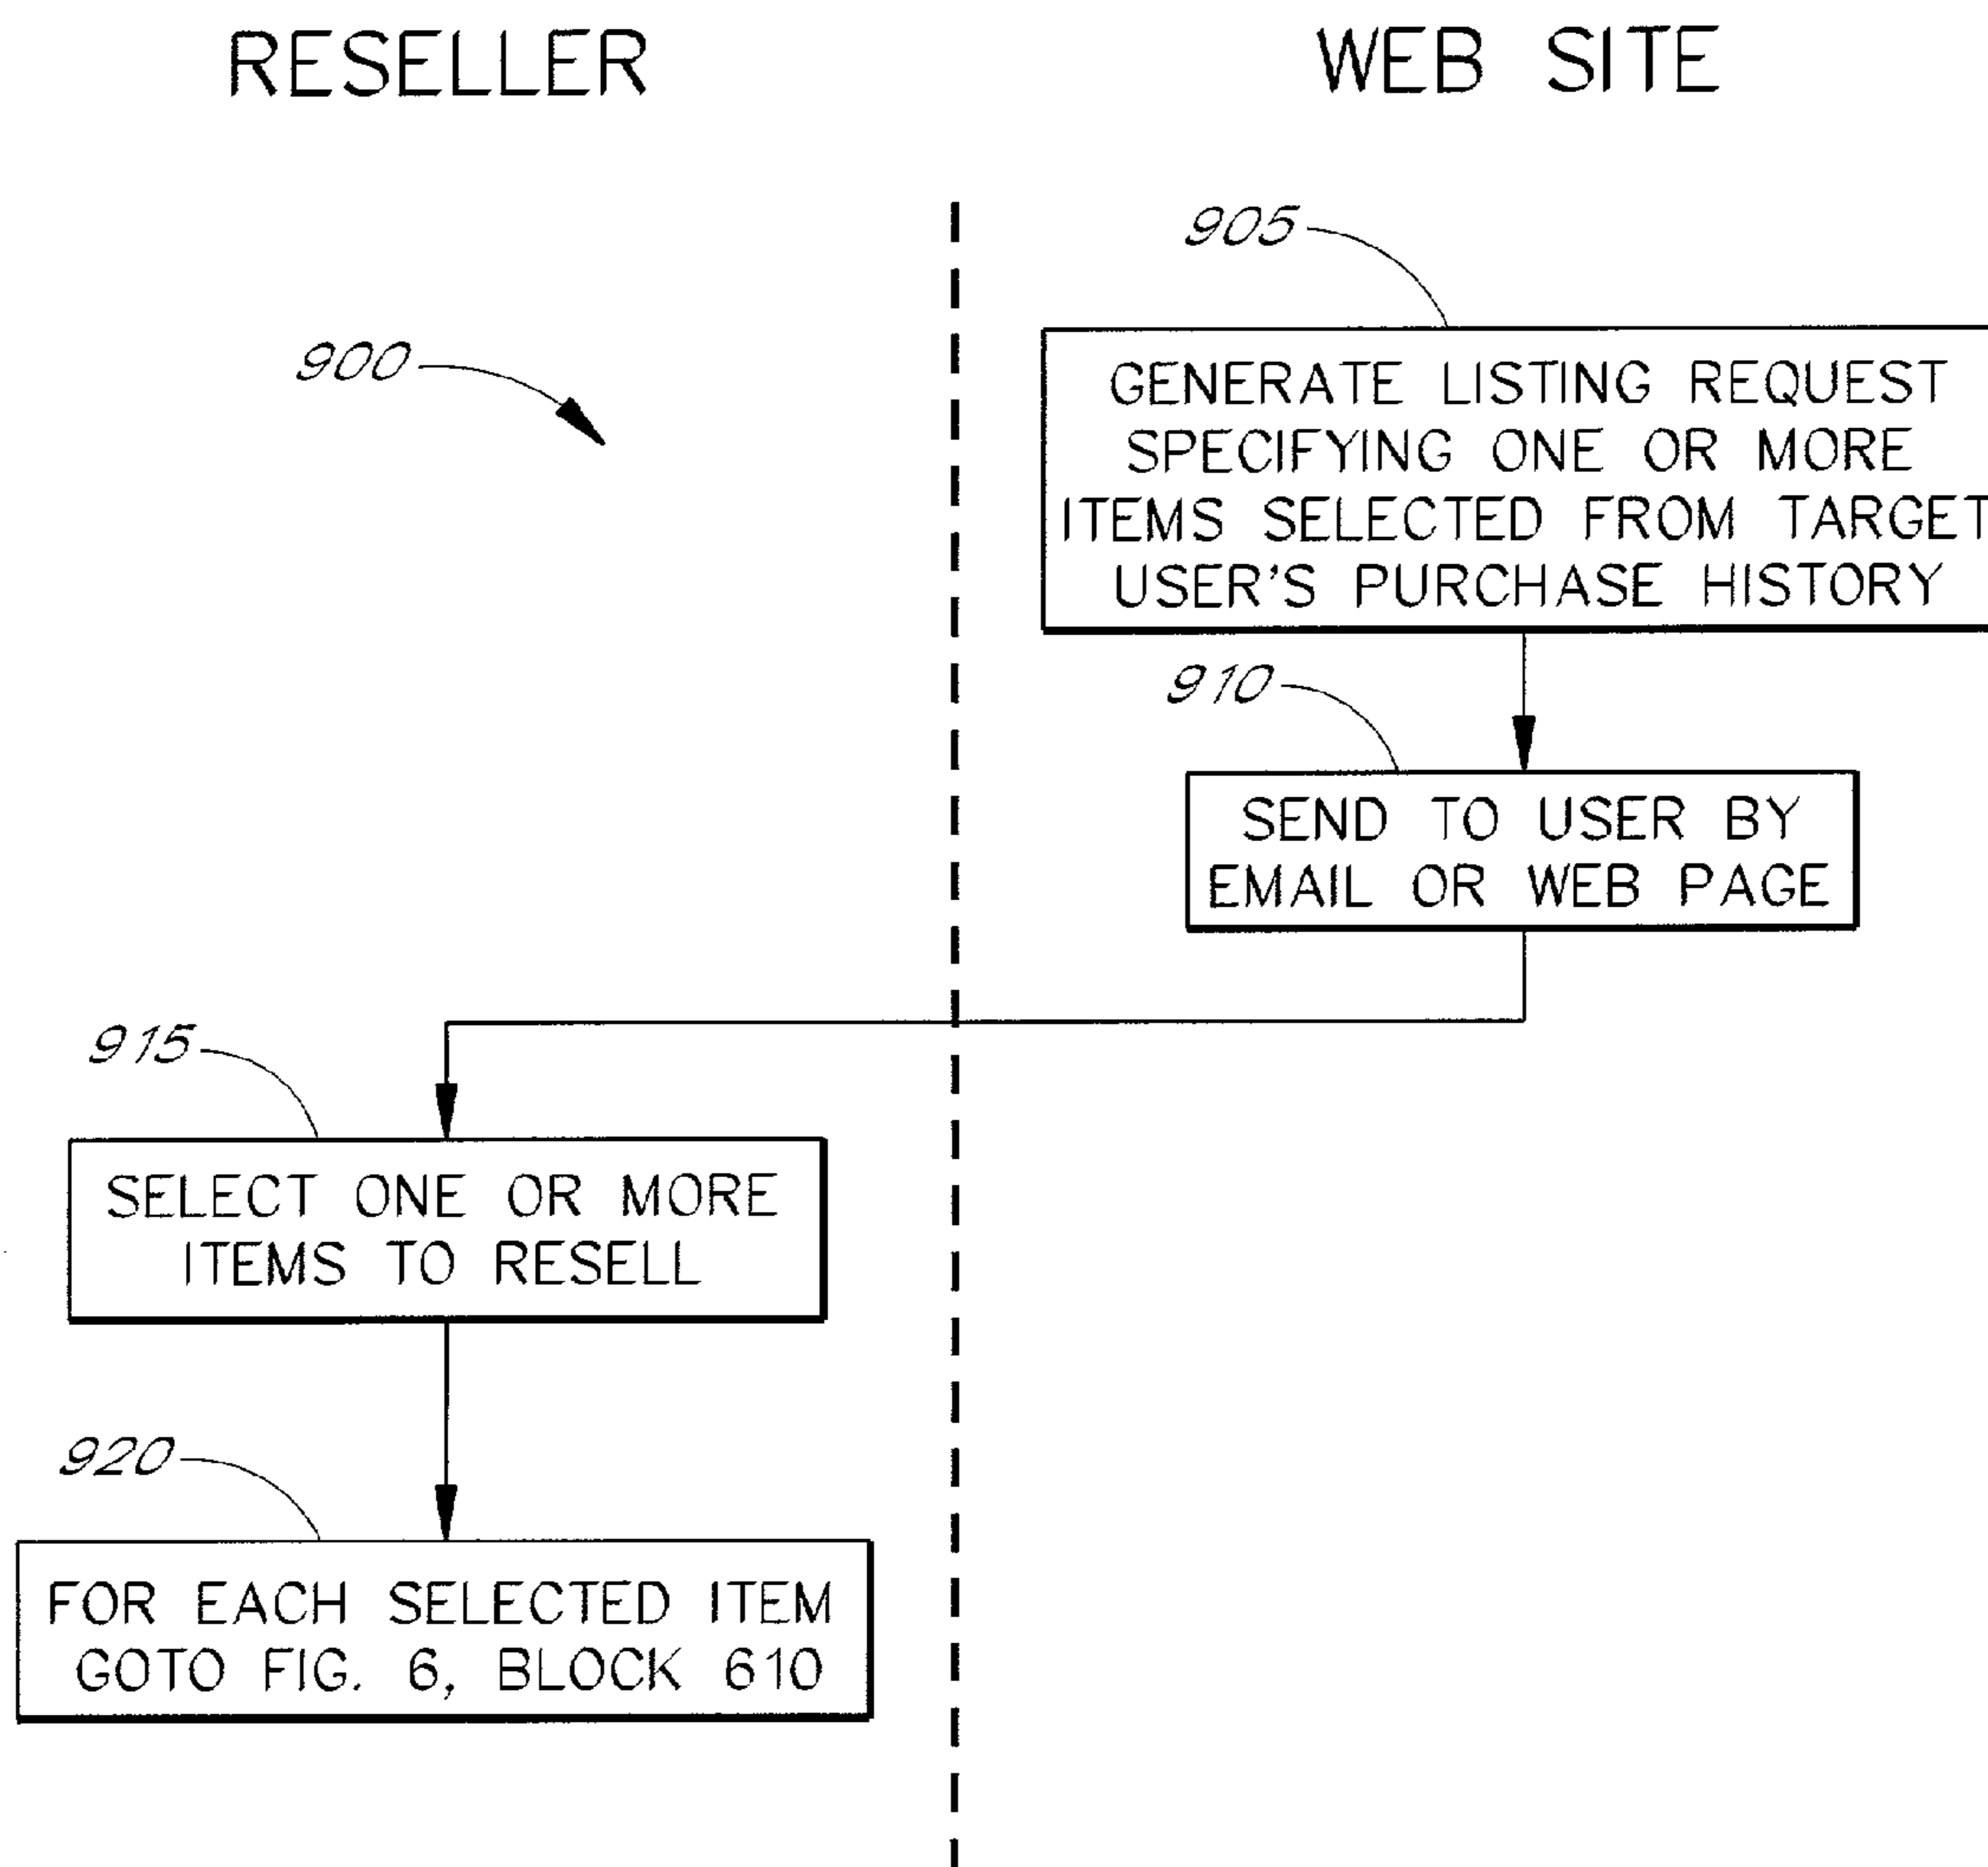 RESELLER
WEB SITE
905
900
GENERATE LISTING REQUEST
SPECIFYING ONE OR MORE
ITEMS SELECTED FROM TARGET
USER'S PURCHASE HISTORY
910
SEND TO USER BY
EMAIL OR WEB PAGE
915
SELECT ONE OR MORE
ITEMS TO RESELL
920
FOR EACH SELECTED ITEM
GOTO FIG. 6, BLOCK 610